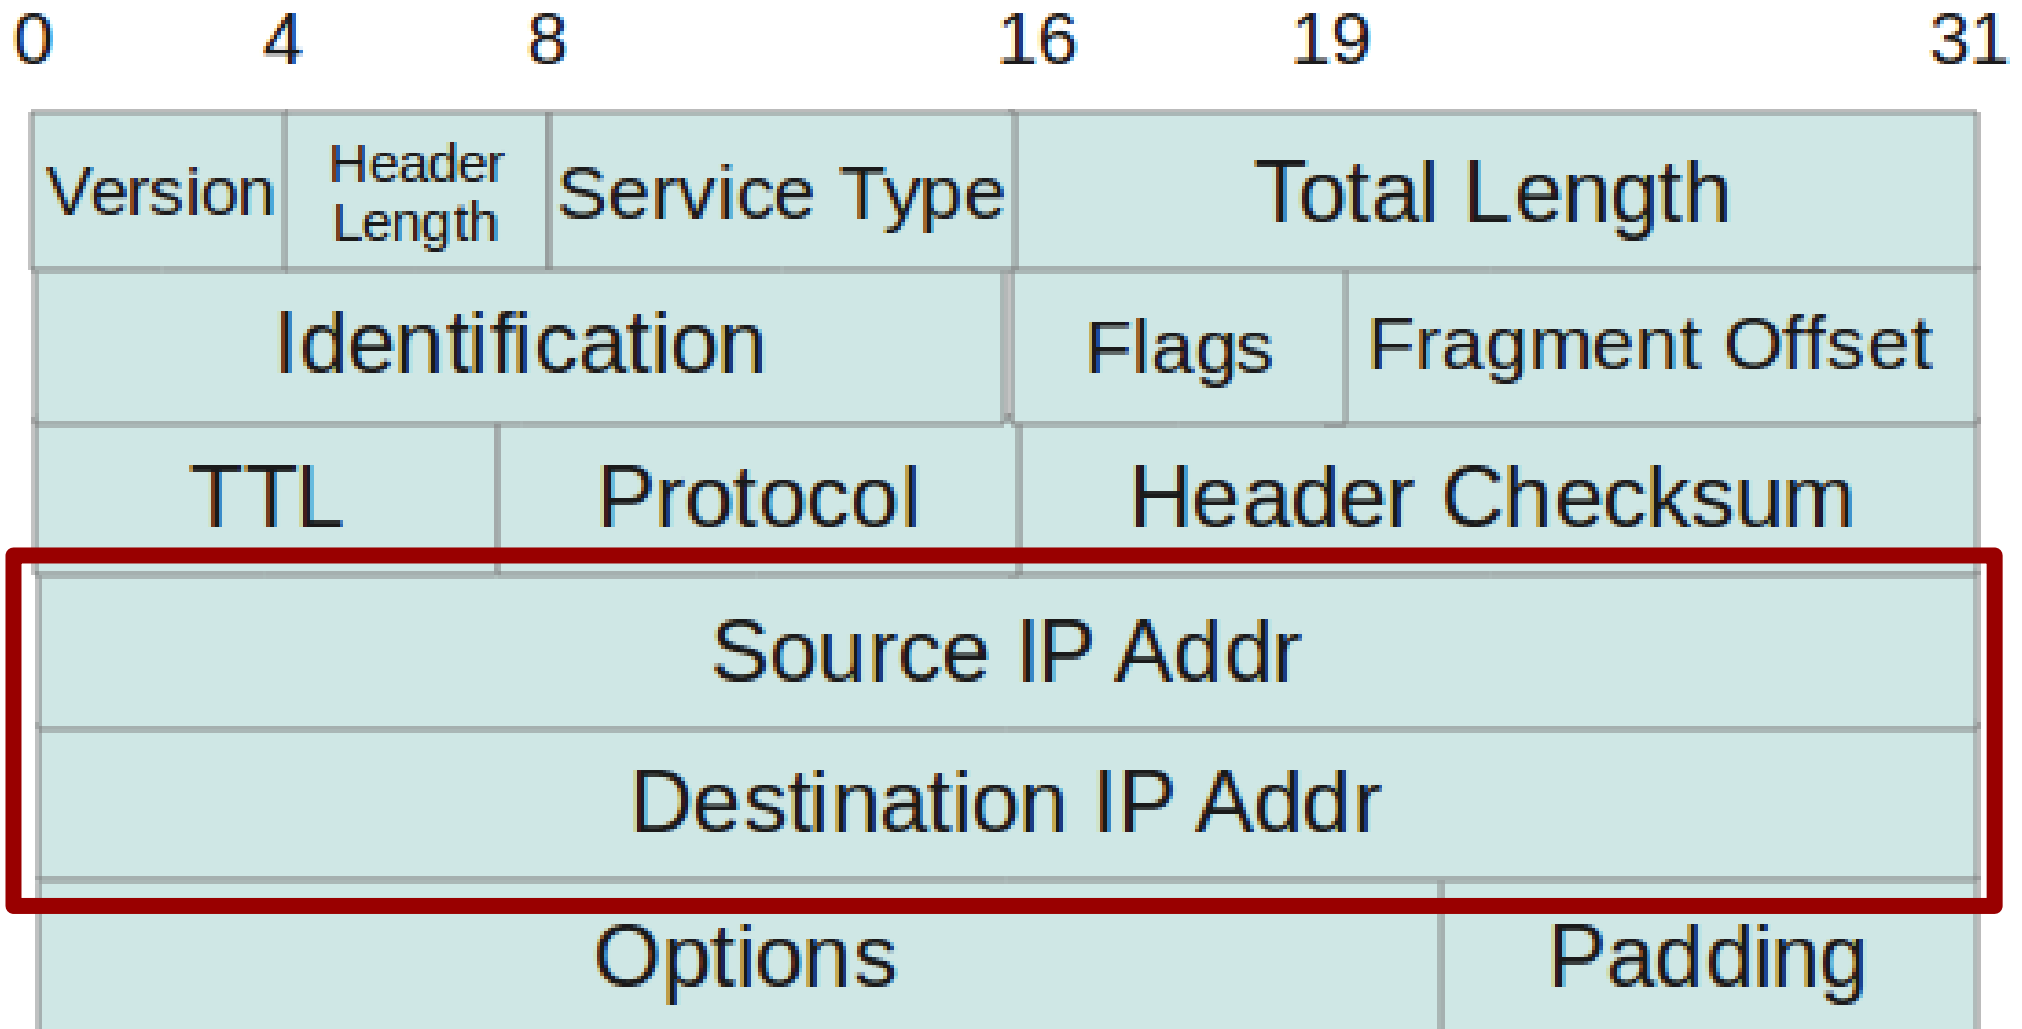 0 4 8 16 19 31
Version Header Length Service Type Total Length
Identification Flags Fragment Offset
TTL Protocol Header Checksum
Source IP Addr
Destination IP Addr
Options Padding